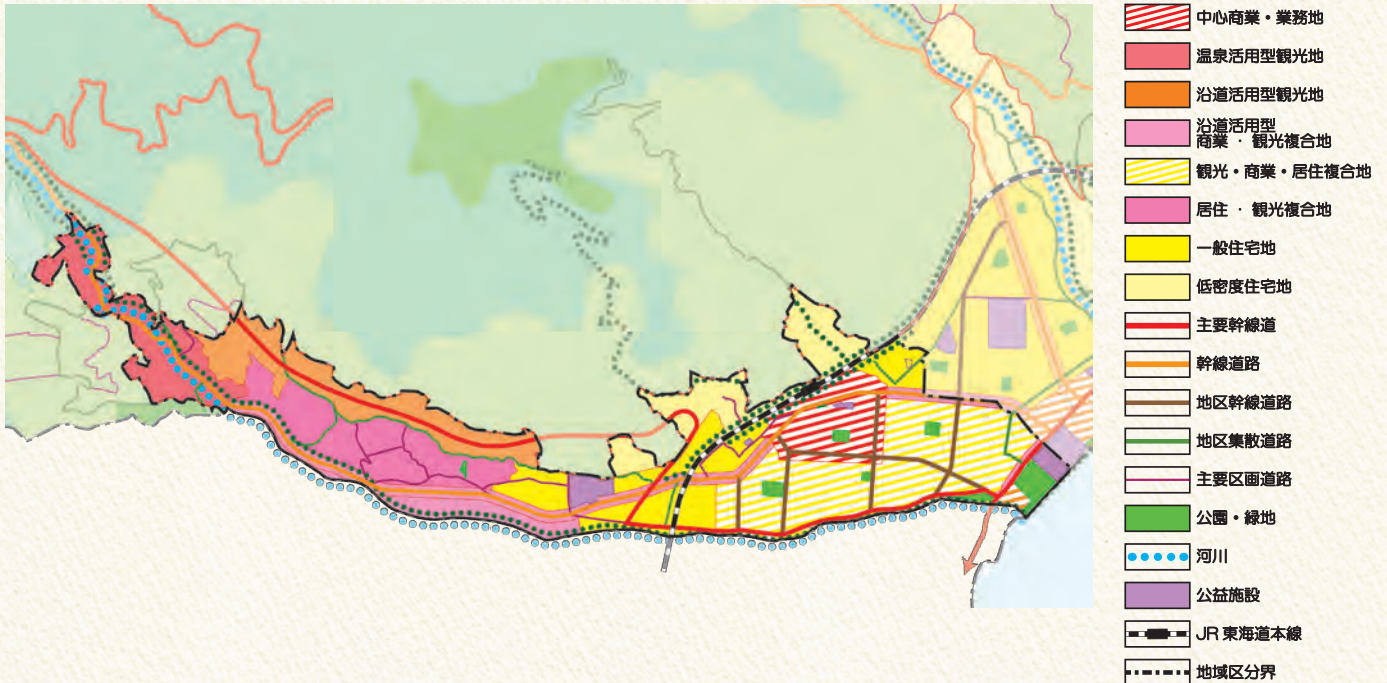 中心商業・業務地
温泉活用型観光地
沿道活用型観光地
沿道活用型
商業・観光複合地
観光・商業・居住複合地
居住・観光複合地
一般住宅地
低密度住宅地
主要幹線道
幹線道路
地区幹線道路
地区集散道路
主要区画道路
公園・緑地
河川
公益施設
JR東海道本線
地域区分界